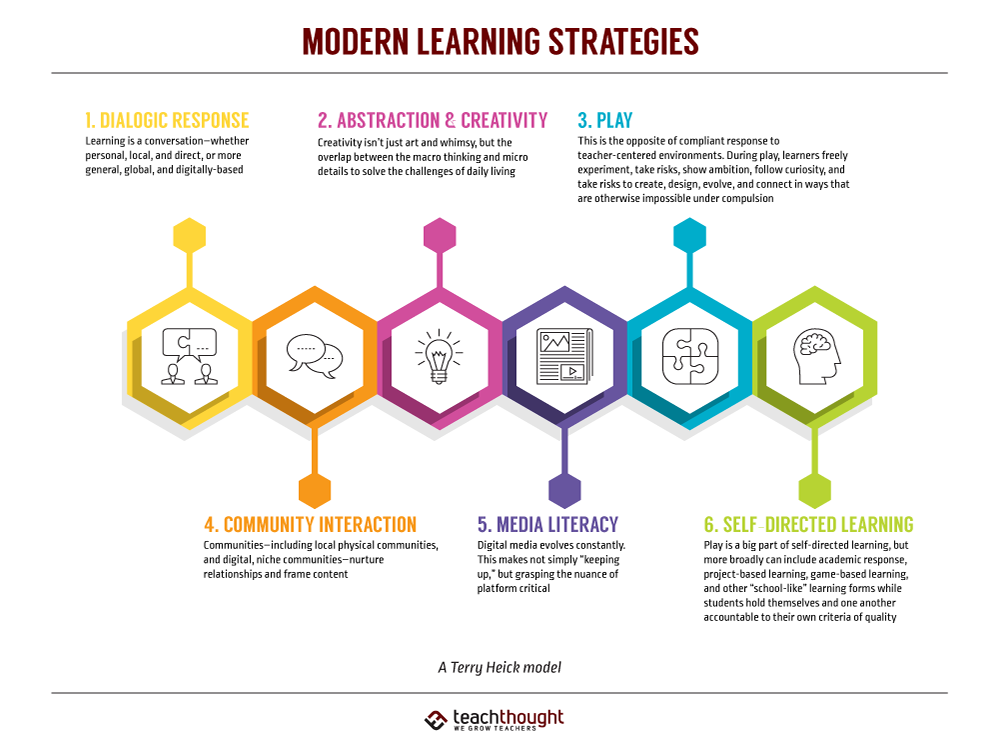 MODERN LEARNING STRATEGIES
1. DIALOGIC RESPONSE
Learning is a conversation–whether
personal, local, and direct, or more
general, global, and digitally-based
2. ABSTRACTION & CREATIVITY
Creativity isn't just art and whimsy, but the
overlap between the macro thinking and micro
details to solve the challenges of daily living
3. PLAY
This is the opposite of compliant response to
teacher-centered environments. During play, learners freely
experiment, take risks, show ambition, follow curiosity, and
take risks to create, design, evolve, and connect in ways that
are otherwise impossible under compulsion
4. COMMUNITY INTERACTION
Communities–including local physical communities,
and digital, niche communities–nurture
relationships and frame content
5. MEDIA LITERACY
Digital media evolves constantly.
This makes not simply "keeping
up," but grasping the nuance of
platform critical
6. SELF-DIRECTED LEARNING
Play is a big part of self-directed learning, but
more broadly can include academic response,
project-based learning, game-based learning,
and other "school-like" learning forms while
students hold themselves and one another
accountable to their own criteria of quality
A Terry Heick model
teachthought
WE GROW TEACHERS